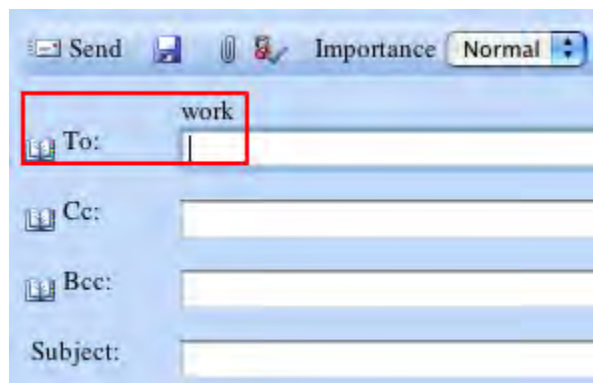 Send Importance Normal
work
To:
Cc:
Bcc:
Subject: